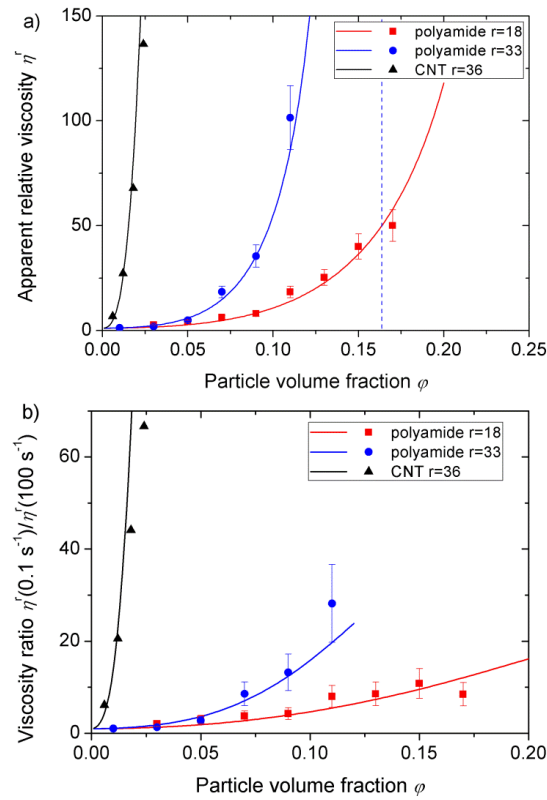 a)
150
100
50
0
Apparent relative viscosity ηʳ
polyamide r=18
polyamide r=33
CNT r=36
0.00 0.05 0.10 0.15 0.20 0.25
Particle volume fraction φ
b)
60
40
20
0
Viscosity ratio ηʳ(0.1 s⁻¹)/ηʳ(100 s⁻¹)
polyamide r=18
polyamide r=33
CNT r=36
0.00 0.05 0.10 0.15 0.20
Particle volume fraction φ